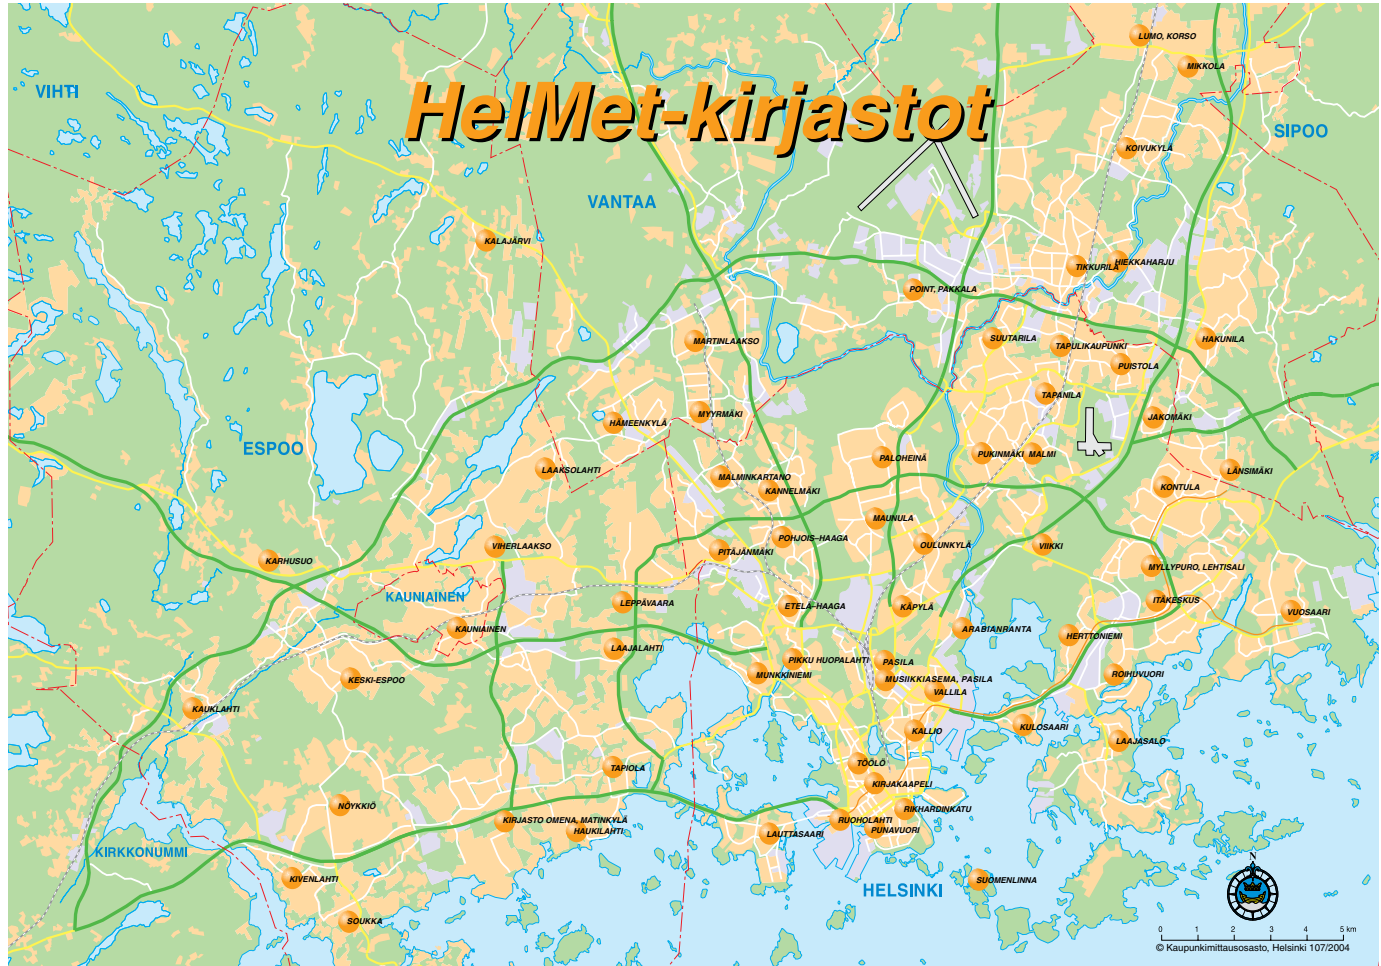 LUMO, KORSO
MIKKOLA
VIHTI
HelMet-kirjastot
SIPOO
KOIVUKYLÄ
VANTAA
KALAJÄRVI
HIEKKAHARJU
TIKKURILA
POINT, PAKKALA
MARTINLAAKSO
SUUTARILA
HAKUNILA
TAPULIKAUPUNKI
PUISTOLA
TAPANILA
MYYRMÄKI
HÄMEENKYLÄ
JAKOMÄKI
ESPOO
PALOHEINÄ
PUKINMÄKI
MALMI
LAAKSOLAHTI
LÄNSIMÄKI
MALMINKARTANO
KANNELMÄKI
KONTULA
MAUNULA
POHJOIS-HAAGA
VIHERLAAKSO
PITÄJÄNMÄKI
OULUNKYLÄ
VIIKKI
KARHUSUO
MYLLYPURO, LEHTISALI
KAUNIAINEN
LEPPÄVAARA
ETELÄ-HAAGA
KÄPYLÄ
ITÄKESKUS
VUOSAARI
KAUNIAINEN
ARABIANRANTA
HERTTONIEMI
LAAJALAHTI
PIKKU HUOPALAHTI
PASILA
MUNKKINIEMI
ROIHUVUORI
KESKI-ESPOO
MUSIIKKIASEMA, PASILA
VALLILA
KAUKLAHTI
KALLIO
KULOSAARI
LAAJASALO
TAPIOLA
TÖÖLÖ
KIRJAKAAPELI
NÖYKKIÖ
RIKHARDINKATU
KIRJASTO OMENA, MATINKYLÄ
HAUKILAHTI
LAUTTASAARI
RUOHOLAHTI
PUNAVUORI
KIRKKONUMMI
N
KIVENLAHTI
HELSINKI
SUOMENLINNA
SOUKKA
0 1 2 3 4 5 km
© Kaupunkimittausosasto, Helsinki 107/2004